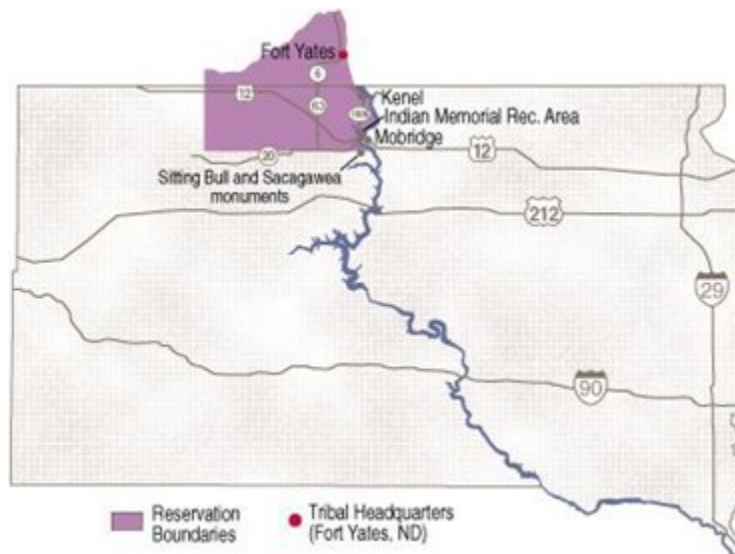 Fort Yates
6
Kenel
12
63
1806
Indian Memorial Rec. Area
Mobridge
20
12
Sitting Bull and Sacagawea
monuments
212
29
90
Reservation
Boundaries
Tribal Headquarters
(Fort Yates, ND)